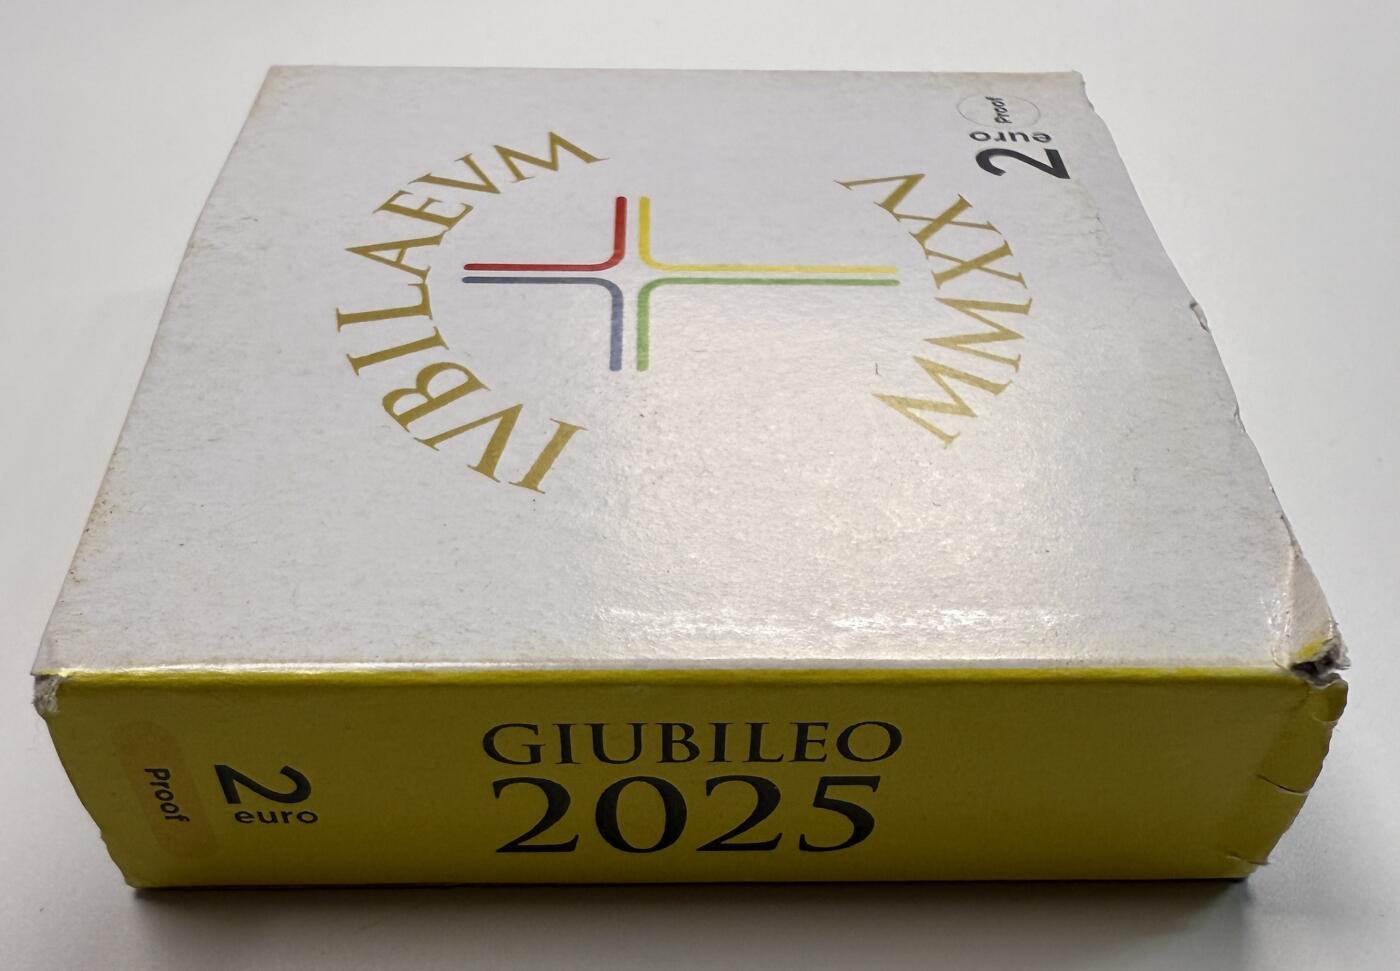 IVBILAEVM
MMXXV
2
euro
Proof
GIUBILEO
2025
2
euro
Proof